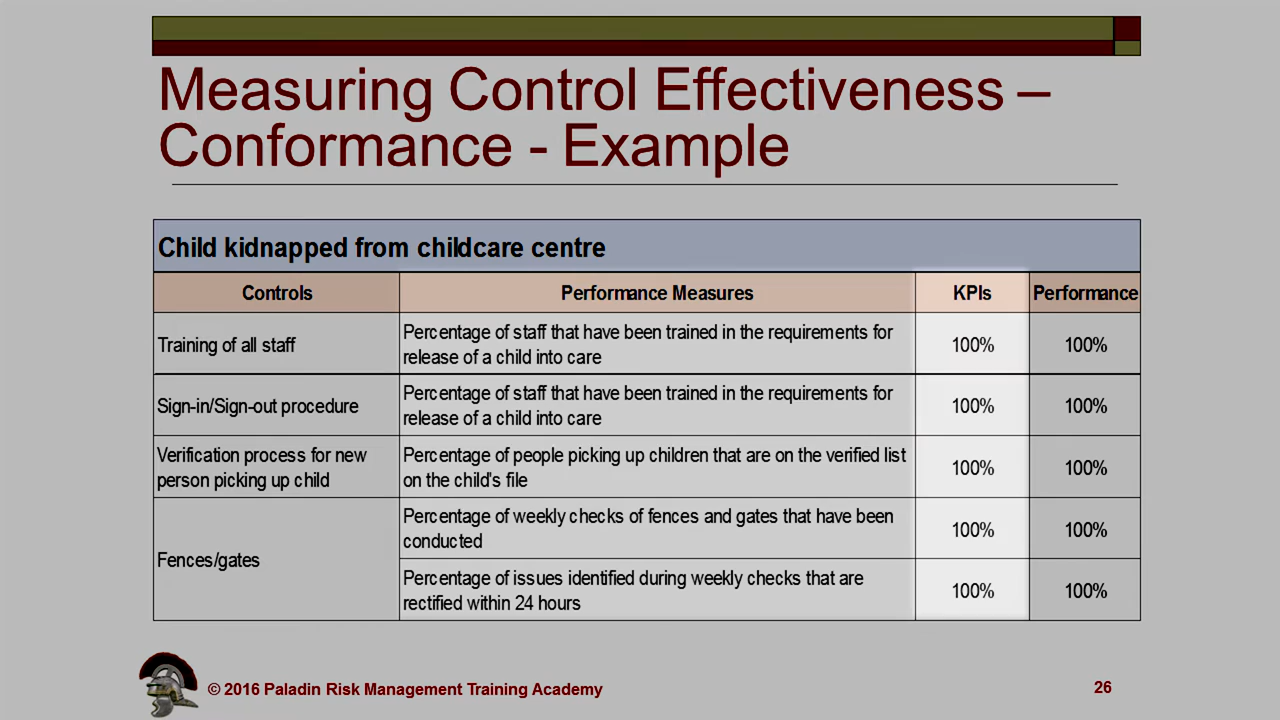 Measuring Control Effectiveness –
Conformance - Example
Child kidnapped from childcare centre
Controls
Performance Measures
KPIs
Performance
Training of all staff
Percentage of staff that have been trained in the requirements for
release of a child into care
100%
100%
Sign-in/Sign-out procedure
Percentage of staff that have been trained in the requirements for
release of a child into care
100%
100%
Verification process for new
person picking up child
Percentage of people picking up children that are on the verified list
on the child's file
100%
100%
Fences/gates
Percentage of weekly checks of fences and gates that have been
conducted
100%
100%
Percentage of issues identified during weekly checks that are
rectified within 24 hours
100%
100%
© 2016 Paladin Risk Management Training Academy
26